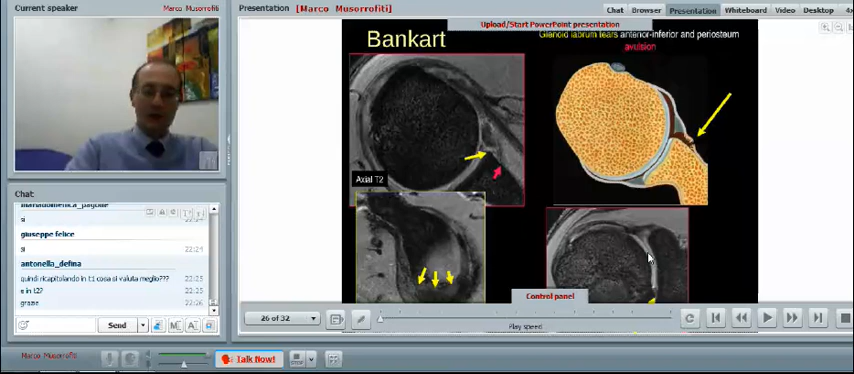 Current speaker
Marco Musorrofiti
Presentation
[Marco Musorrofiti]
Chat
Browser
Presentation
Whiteboard
Video
Desktop
4x
Upload/Start PowerPoint presentation
Bankart
Glenoid labrum tears anterior-inferior and periosteum
avulsion
Axial T2
Chat
si
22:24
giuseppe felice
si
22:24
antonella_defina
quindi ricapitolando in t1 cosa si valuta meglio???
22:25
e in t2?
22:25
grazie
Send
Control panel
26 of 32
Play speed
Marco Musorrofiti
Talk Now!